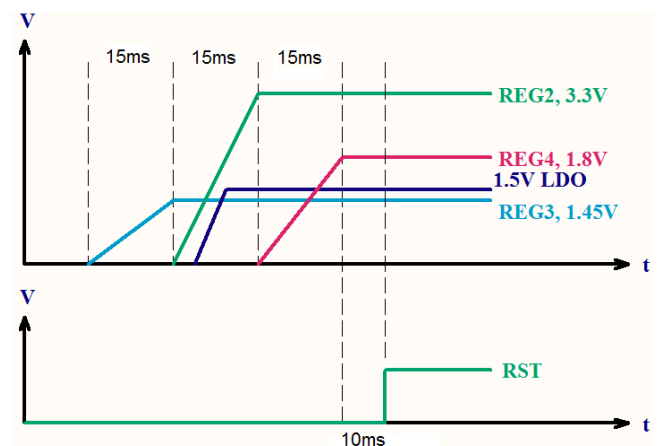 V
15ms 15ms 15ms
REG2, 3.3V
REG4, 1.8V
1.5V LDO
REG3, 1.45V
t
V
RST
t
10ms